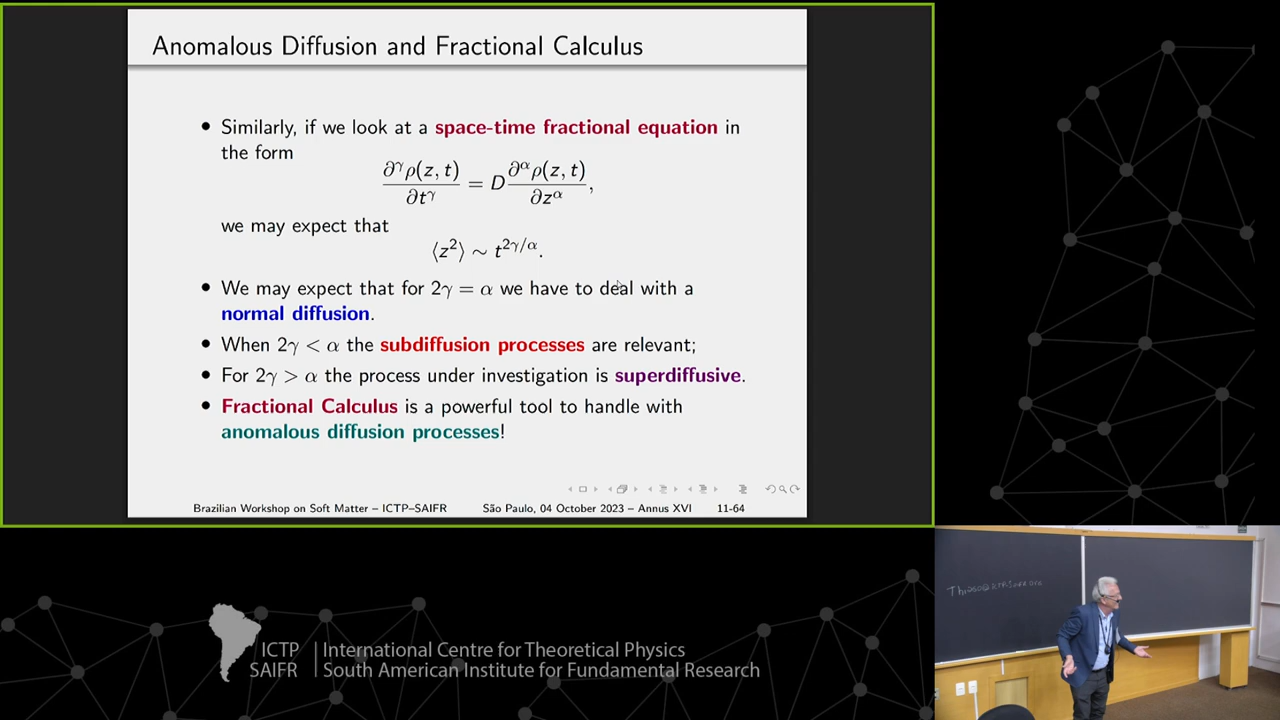 Anomalous Diffusion and Fractional Calculus
• Similarly, if we look at a space-time fractional equation in
the form
∂^γρ(z, t)/∂t^γ = D ∂^αρ(z, t)/∂z^α,
we may expect that
⟨z²⟩ ∼ t^{2γ/α}.
• We may expect that for 2γ = α we have to deal with a
normal diffusion.
• When 2γ < α the subdiffusion processes are relevant;
• For 2γ > α the process under investigation is superdiffusive.
• Fractional Calculus is a powerful tool to handle with
anomalous diffusion processes!
Brazilian Workshop on Soft Matter – ICTP–SAIFR São Paulo, 04 October 2023 – Annus XVI 11-64
ICTP
SAIFR
International Centre for Theoretical Physics
South American Institute for Fundamental Research